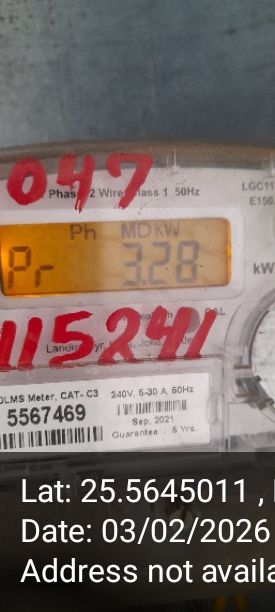 047
Phase 2 Wire Class 1 50Hz
LGC11
E150
Ph MDKW
Pr 3.28
kW
115241
DLMS Meter, CAT- C3
240V, 5-30 A, 50Hz
5567469
Sep, 2021
Guarantee : 5 Yrs.
Lat: 25.5645011 ,
Date: 03/02/2026
Address not availa